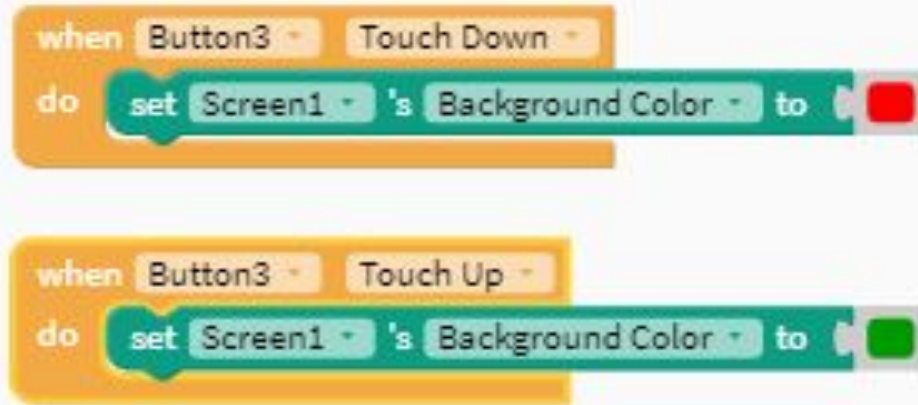 when Button3 Touch Down
do set Screen1 's Background Color to
when Button3 Touch Up
do set Screen1 's Background Color to